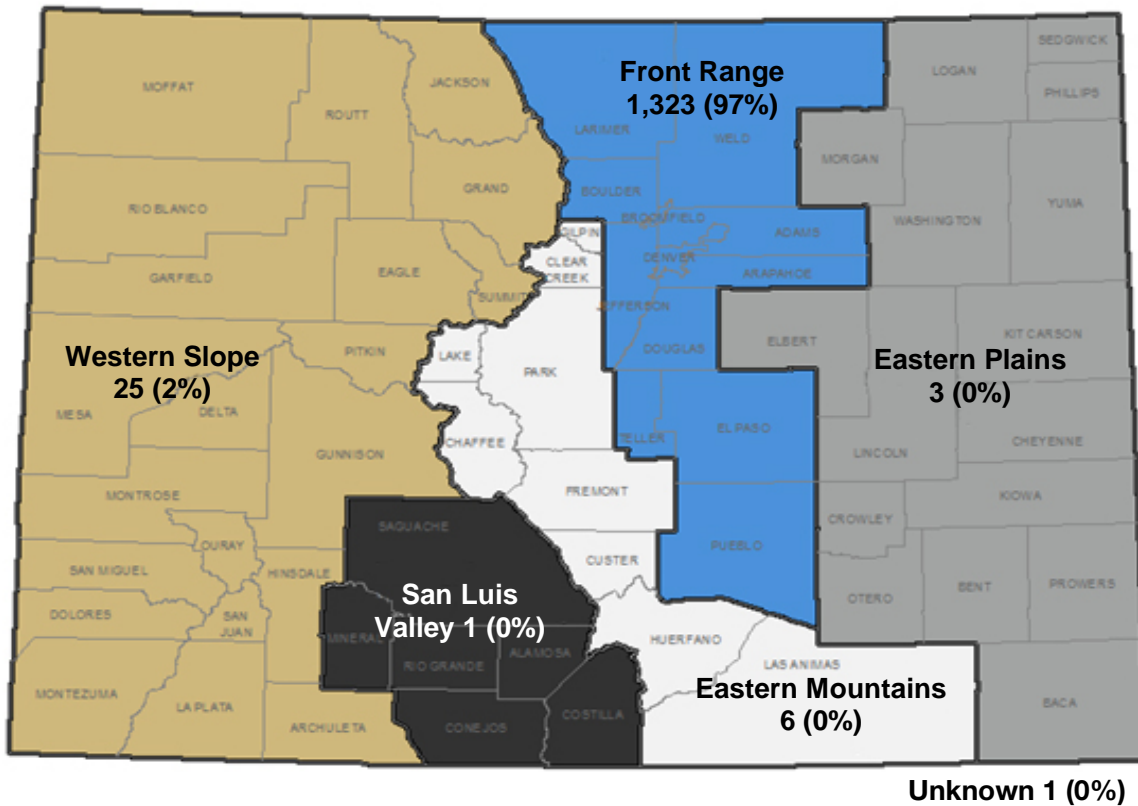 SEDGWICK
LOGAN
PHILLIPS
JACKSON
MOFFAT
ROUTT
Front Range
1,323 (97%)
LARIMER
WELD
MORGAN
GRAND
BOULDER
RIO BLANCO
YUMA
BROOMFIELD
WASHINGTON
GILPIN
ADAMS
DENVER
CLEAR
CREEK
EAGLE
GARFIELD
ARAPAHOE
SUMMIT
JEFFERSON
ELBERT
KIT CARSON
DOUGLAS
PITKIN
LAKE
Western Slope
25 (2%)
Eastern Plains
3 (0%)
PARK
MESA
DELTA
CHAFFEE
TELLER
EL PASO
CHEYENNE
GUNNISON
LINCOLN
MONTROSE
FREMONT
KIOWA
SAGUACHE
CROWLEY
OURAY
PUEBLO
CUSTER
SAN MIGUEL
HINSDALE
BENT
PROWERS
OTERO
San Luis
Valley 1 (0%)
DOLORES
SAN
JUAN
MINERAL
HUERFANO
ALAMOSA
RIO GRANDE
LAS ANIMAS
Eastern Mountains
6 (0%)
MONTEZUMA
LA PLATA
ARCHULETA
CONEJOS
COSTILLA
BACA
Unknown 1 (0%)